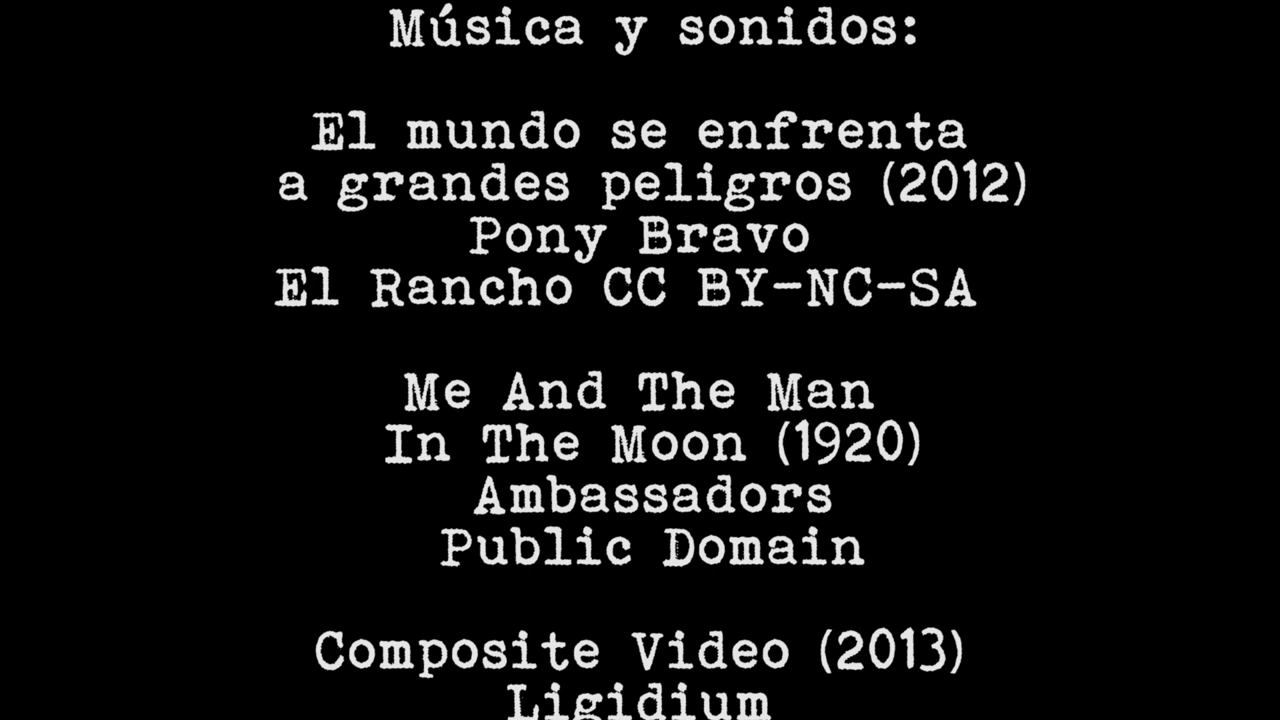 Música y sonidos:
El mundo se enfrenta
a grandes peligros (2012)
Pony Bravo
El Rancho CC BY-NC-SA
Me And The Man
In The Moon (1920)
Ambassadors
Public Domain
Composite Video (2013)
Ligidium